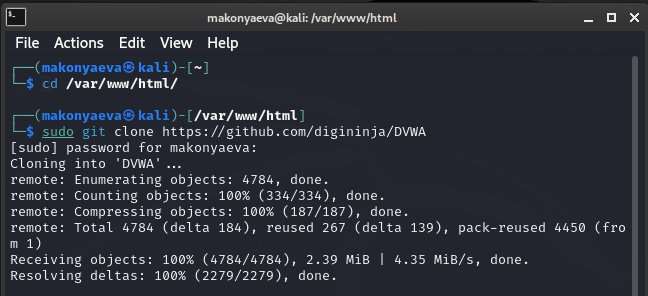 makonyaeva@kali: /var/www/html
File Actions Edit View Help
┌──(makonyaeva㉿kali)-[~]
└─$ cd /var/www/html/
┌──(makonyaeva㉿kali)-[/var/www/html]
└─$ sudo git clone https://github.com/digininja/DVWA
[sudo] password for makonyaeva:
Cloning into 'DVWA'...
remote: Enumerating objects: 4784, done.
remote: Counting objects: 100% (334/334), done.
remote: Compressing objects: 100% (187/187), done.
remote: Total 4784 (delta 184), reused 267 (delta 139), pack-reused 4450 (fro
m 1)
Receiving objects: 100% (4784/4784), 2.39 MiB | 4.35 MiB/s, done.
Resolving deltas: 100% (2279/2279), done.